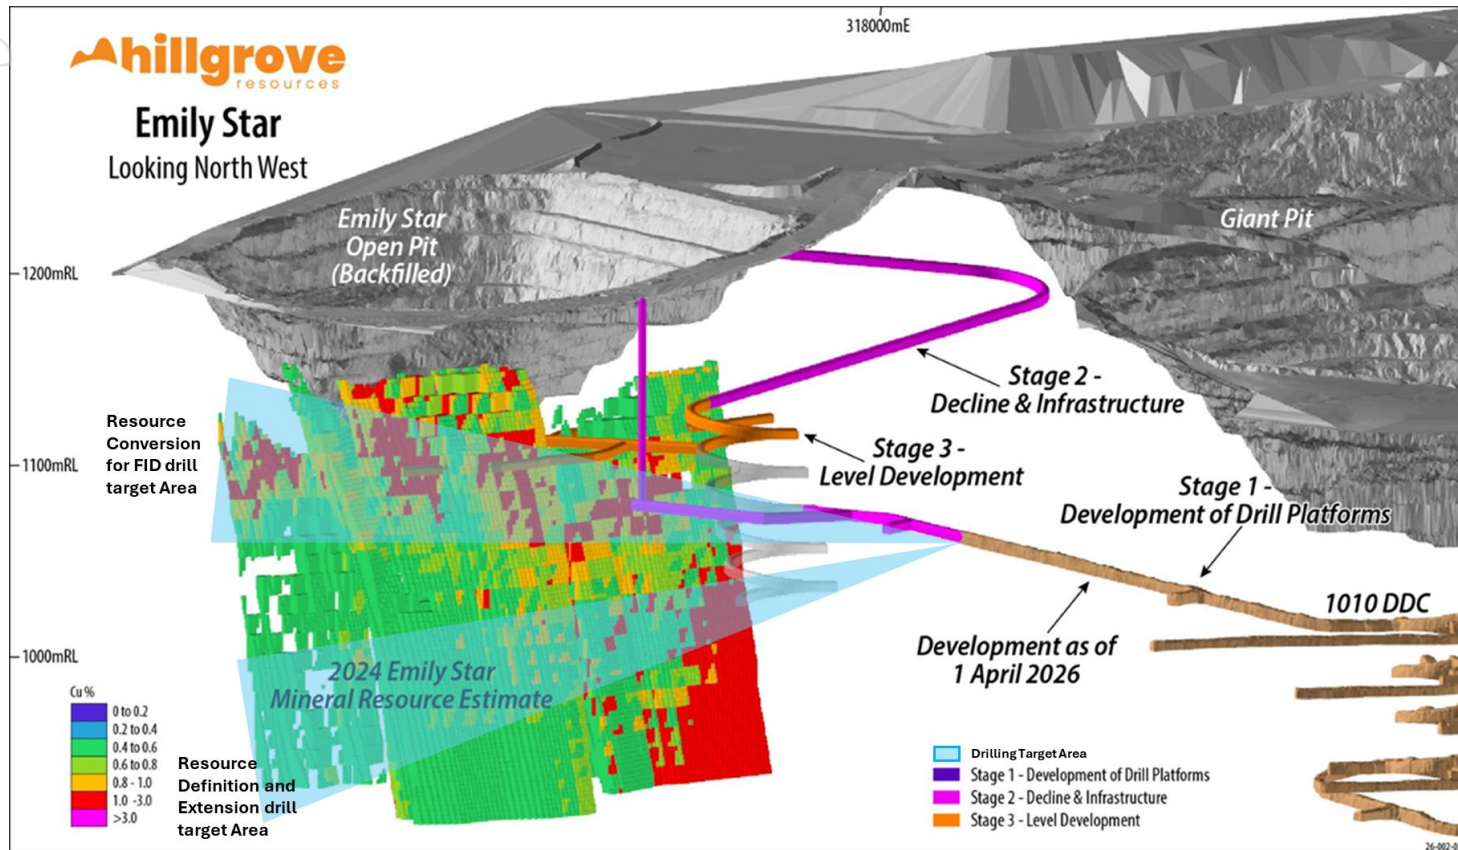 318000mE
hillgrove
resources
Emily Star
Looking North West
Emily Star
Open Pit
(Backfilled)
Giant Pit
1200mRL
Stage 2 -
Decline & Infrastructure
Resource
Conversion
for FID drill
target Area
Stage 3 -
Level Development
1100mRL
Stage 1 -
Development of Drill Platforms
1010 DDC
Development as of
1 April 2026
1000mRL
2024 Emily Star
Mineral Resource Estimate
Cu %
0 to 0.2
0.2 to 0.4
0.4 to 0.6
0.6 to 0.8
0.8 - 1.0
1.0 -3.0
>3.0
Resource
Definition and
Extension drill
target Area
Drilling Target Area
Stage 1 - Development of Drill Platforms
Stage 2 - Decline & Infrastructure
Stage 3 - Level Development